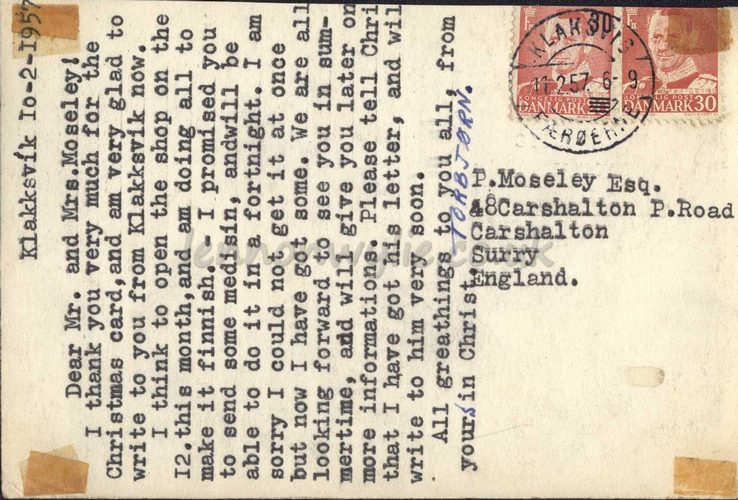 Klakksvík Io-2-1957
Dear Mr. and Mrs.Moseley!
I thank you very much for the
Christmas card,and am very glad to
write to you from Klakksvik now.
I think to open the shop on the
I2.this month,and am doing all to
make it finnish. I promised you
to send some medisin, andwill be
able to do it in a fortnight. I am
sorry I could not get it at once
but now I have got some. We are all
looking forward to see you in sum-
mertime, and will give you later on
more informations. Please tell Chri
that I have got his letter, and wil
write to him very soon.
All greathings to you all, from
yours in Christ. TORBJØRN.
P.Moseley Esq.
48Carshalton P.Road
Carshalton
Surry
England.
KLAKSVIG
11.2.57. 6-9
FÆRØERNE
KONGELIG POST
DANMARK
KONGELIG POST
DANMARK 30